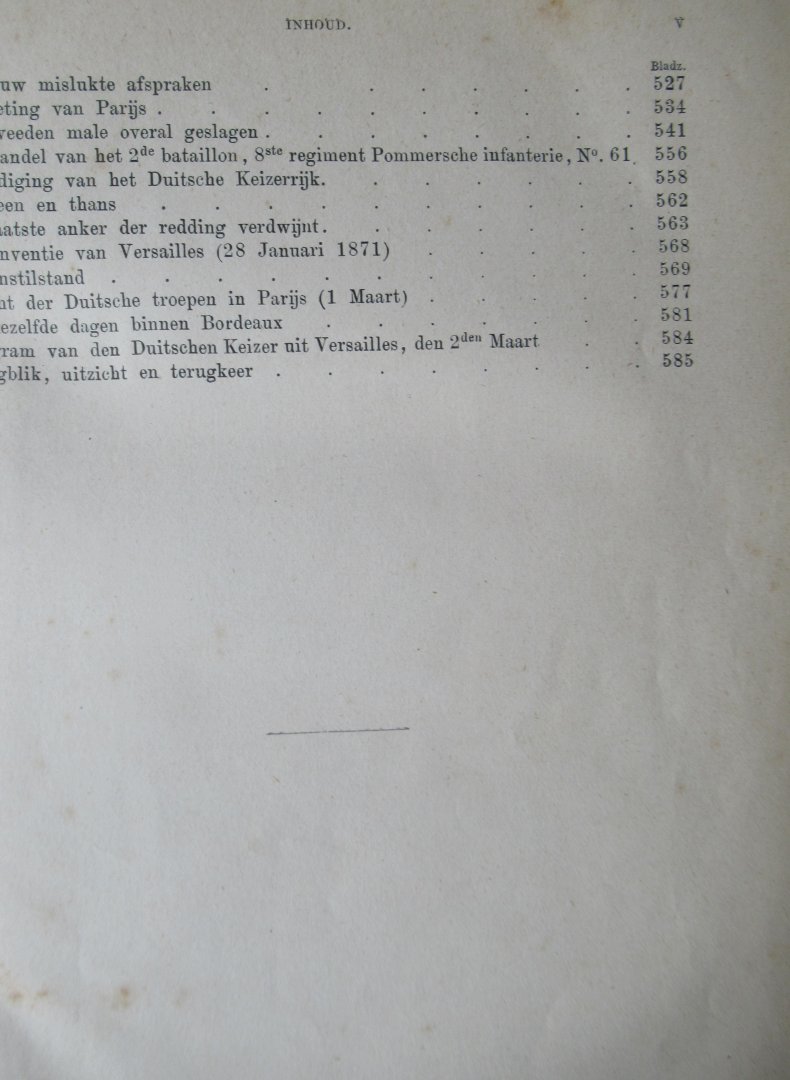 INHOUD. V
Bladz.
uw mislukte afspraken . . . . . . . 527
eting van Parijs . . . . . . . . . . 534
veeden male overal geslagen . . . . . . . . 541
andel van het 2de bataillon, 8ste regiment Pommersche infanterie, No. 61. 556
diging van het Duitsche Keizerrijk. . . . . . . 558
een en thans . . . . . . . . . . 562
aatste anker der redding verdwijnt. . . . . . . 563
nventie van Versailles (28 Januari 1871) . . . . . 568
nstilstand . . . . . . . . . . . 569
ht der Duitsche troepen in Parijs (1 Maart) . . . . . 577
ezelfde dagen binnen Bordeaux . . . . . . . 581
ram van den Duitschen Keizer uit Versailles, den 2den Maart . . 584
gblik, uitzicht en terugkeer . . . . . . . . 585